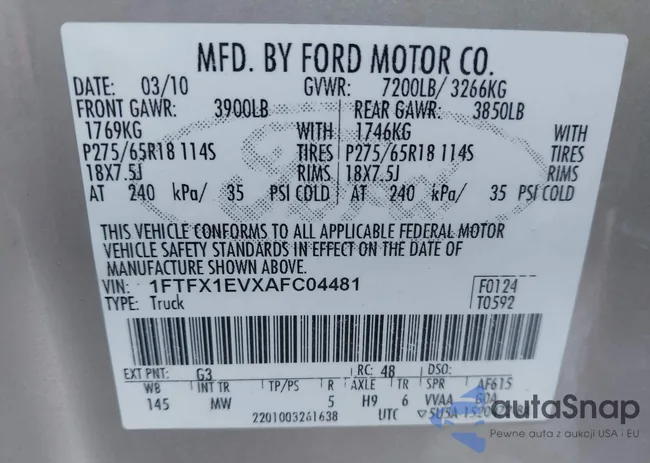 MFD. BY FORD MOTOR CO.
DATE: 03/10 GVWR: 7200LB/ 3266KG
FRONT GAWR: 3900LB REAR GAWR: 3850LB
1769KG WITH 1746KG WITH
P275/65R18 114S TIRES P275/65R18 114S TIRES
18X7.5J RIMS 18X7.5J RIMS
AT 240 kPa/ 35 PSI COLD AT 240 kPa/ 35 PSI COLD
THIS VEHICLE CONFORMS TO ALL APPLICABLE FEDERAL MOTOR
VEHICLE SAFETY STANDARDS IN EFFECT ON THE DATE OF
MANUFACTURE SHOWN ABOVE.
VIN: 1FTFX1EVXAFC04481 F0124
TYPE: Truck T0592
EXT PNT: G3 RC: 48 DSO:
WB INT TR TP/PS R AXLE TR SPR AF615
145 MW 5 H9 6 VVAA
2201003261638 UTC
autaSnap
Pewne auta z aukcji USA i EU